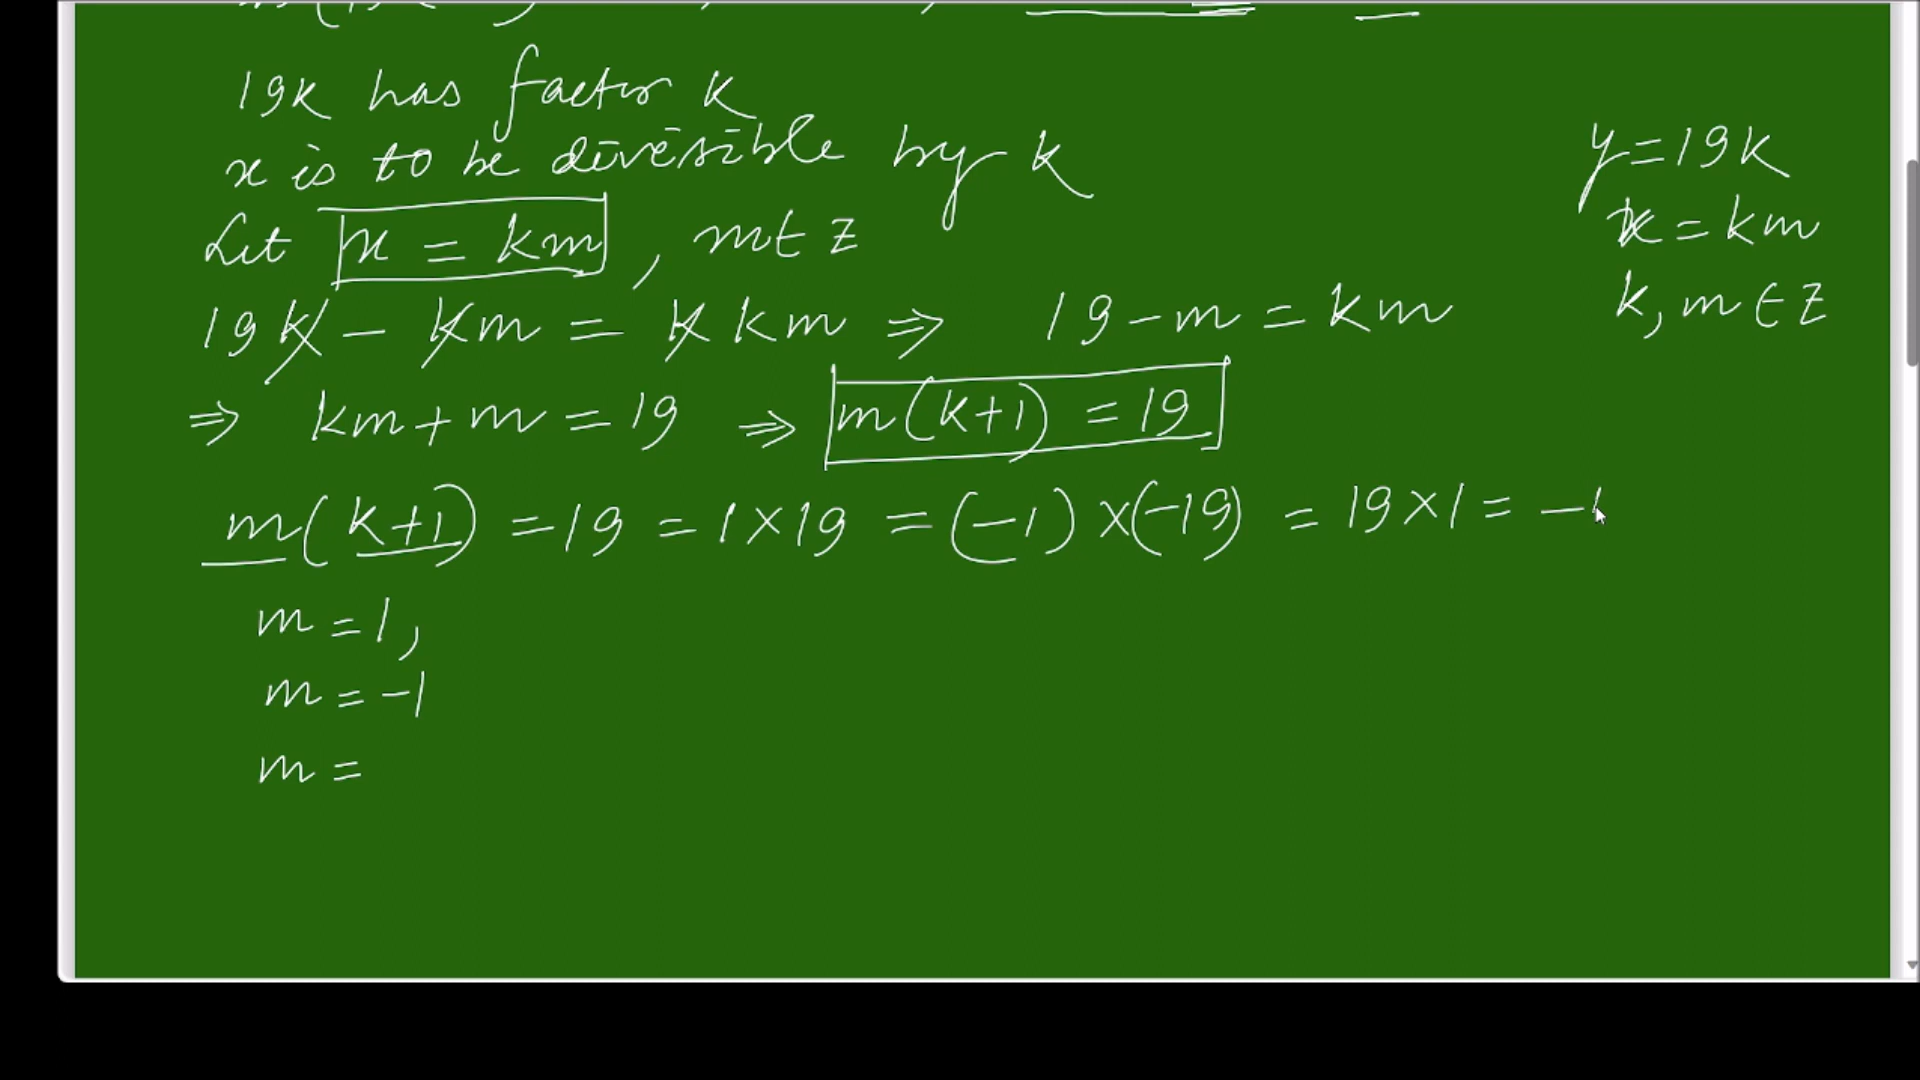 19k has factor k
x is to be divisible by k
y = 19k
Let x = km, m ∈ z
x = km
19k - km = k km ⇒ 19 - m = km
k, m ∈ z
⇒ km + m = 19 ⇒ m(k+1) = 19
m(k+1) = 19 = 1×19 = (-1)×(-19) = 19×1 = -1
m = 1,
m = -1
m =